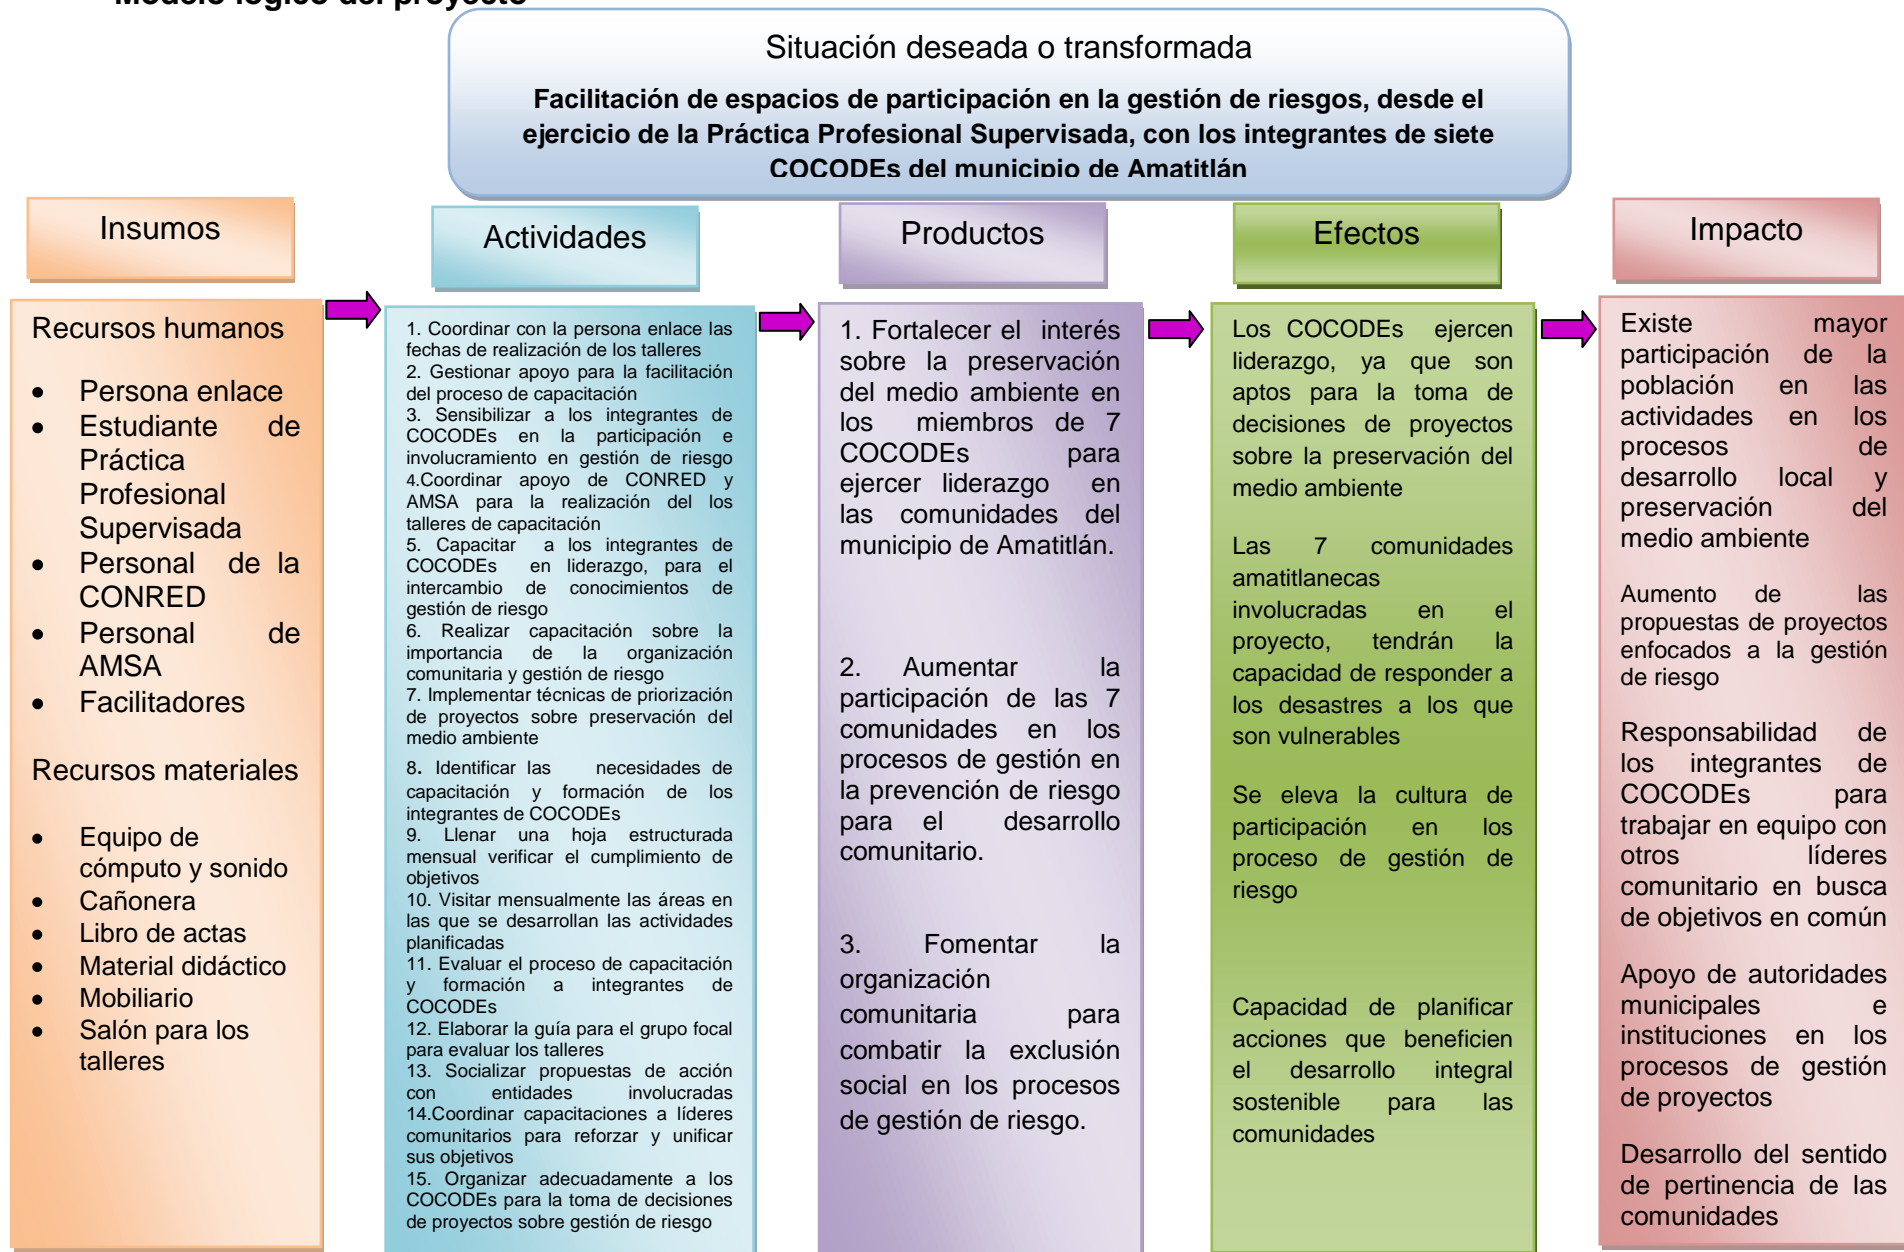 Modelo lógico del proyecto
Situación deseada o transformada
Facilitación de espacios de participación en la gestión de riesgos, desde el
ejercicio de la Práctica Profesional Supervisada, con los integrantes de siete
COCODEs del municipio de Amatitlán
Insumos
Recursos humanos
• Persona enlace
• Estudiante de
Práctica
Profesional
Supervisada
• Personal de la
CONRED
• Personal de
AMSA
• Facilitadores
Recursos materiales
• Equipo de
cómputo y sonido
• Cañonera
• Libro de actas
• Material didáctico
• Mobiliario
• Salón para los
talleres
Actividades
1. Coordinar con la persona enlace las
fechas de realización de los talleres
2. Gestionar apoyo para la facilitación
del proceso de capacitación
3. Sensibilizar a los integrantes de
COCODEs en la participación e
involucramiento en gestión de riesgo
4.Coordinar apoyo de CONRED y
AMSA para la realización del los
talleres de capacitación
5. Capacitar a los integrantes de
COCODEs en liderazgo, para el
intercambio de conocimientos de
gestión de riesgo
6. Realizar capacitación sobre la
importancia de la organización
comunitaria y gestión de riesgo
7. Implementar técnicas de priorización
de proyectos sobre preservación del
medio ambiente
8. Identificar las necesidades de
capacitación y formación de los
integrantes de COCODEs
9. Llenar una hoja estructurada
mensual verificar el cumplimiento de
objetivos
10. Visitar mensualmente las áreas en
las que se desarrollan las actividades
planificadas
11. Evaluar el proceso de capacitación
y formación a integrantes de
COCODEs
12. Elaborar la guía para el grupo focal
para evaluar los talleres
13. Socializar propuestas de acción
con entidades involucradas
14.Coordinar capacitaciones a líderes
comunitarios para reforzar y unificar
sus objetivos
15. Organizar adecuadamente a los
COCODEs para la toma de decisiones
de proyectos sobre gestión de riesgo
Productos
1. Fortalecer el interés
sobre la preservación
del medio ambiente en
los miembros de 7
COCODEs para
ejercer liderazgo en
las comunidades del
municipio de Amatitlán.
2. Aumentar la
participación de las 7
comunidades en los
procesos de gestión en
la prevención de riesgo
para el desarrollo
comunitario.
3. Fomentar la
organización
comunitaria para
combatir la exclusión
social en los procesos
de gestión de riesgo.
Efectos
Los COCODEs ejercen
liderazgo, ya que son
aptos para la toma de
decisiones de proyectos
sobre la preservación del
medio ambiente
Las 7 comunidades
amatitlanecas
involucradas en el
proyecto, tendrán la
capacidad de responder a
los desastres a los que
son vulnerables
Se eleva la cultura de
participación en los
proceso de gestión de
riesgo
Capacidad de planificar
acciones que beneficien
el desarrollo integral
sostenible para las
comunidades
Impacto
Existe mayor
participación de la
población en las
actividades en los
procesos de
desarrollo local y
preservación del
medio ambiente
Aumento de las
propuestas de proyectos
enfocados a la gestión
de riesgo
Responsabilidad de
los integrantes de
COCODEs para
trabajar en equipo con
otros líderes
comunitario en busca
de objetivos en común
Apoyo de autoridades
municipales e
instituciones en los
procesos de gestión
de proyectos
Desarrollo del sentido
de pertinencia de las
comunidades